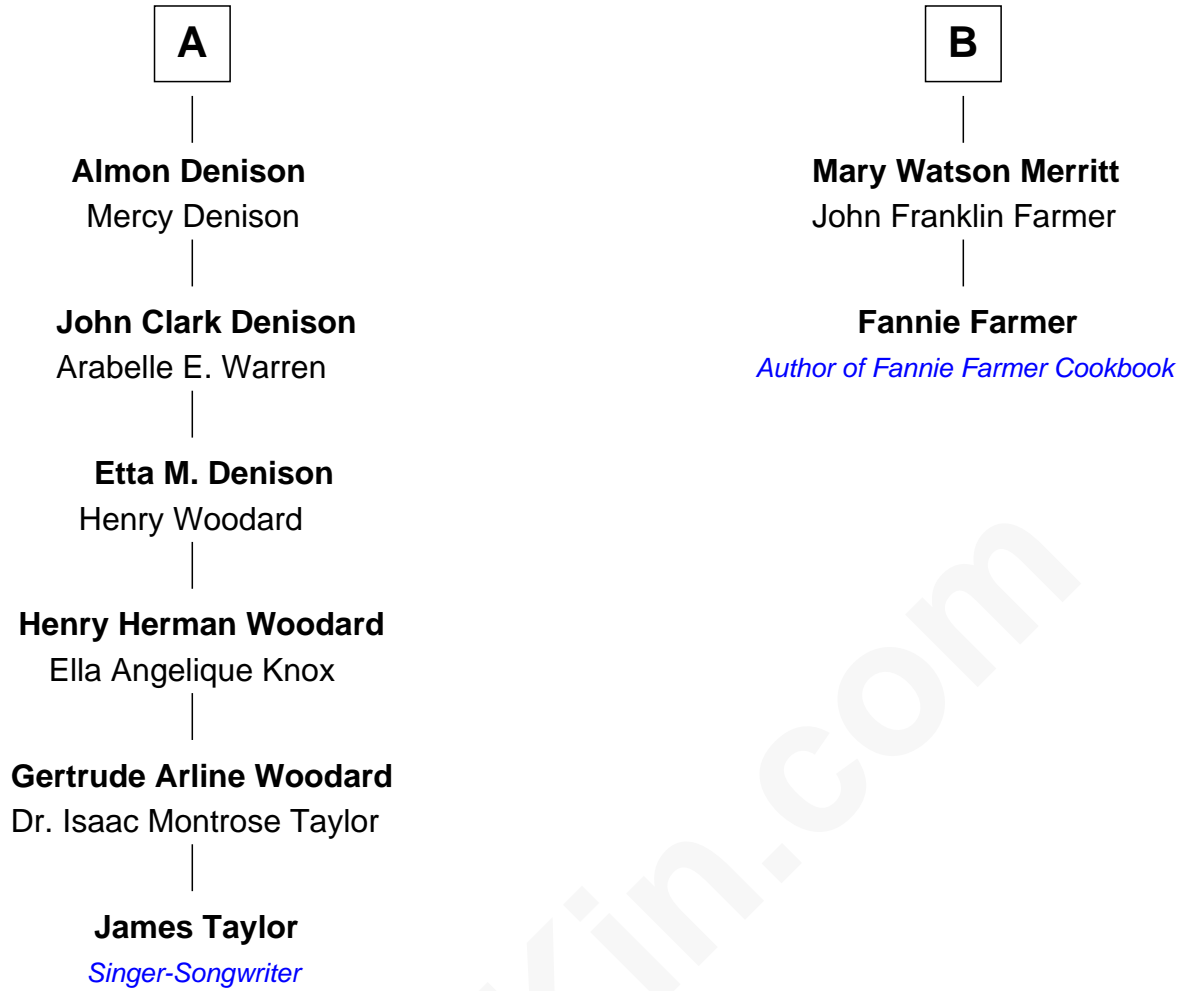 A
Almon Denison
Mercy Denison
John Clark Denison
Arabelle E. Warren
Etta M. Denison
Henry Woodard
Henry Herman Woodard
Ella Angelique Knox
Gertrude Arline Woodard
Dr. Isaac Montrose Taylor
James Taylor
Singer-Songwriter
B
Mary Watson Merritt
John Franklin Farmer
Fannie Farmer
Author of Fannie Farmer Cookbook
Kin.com